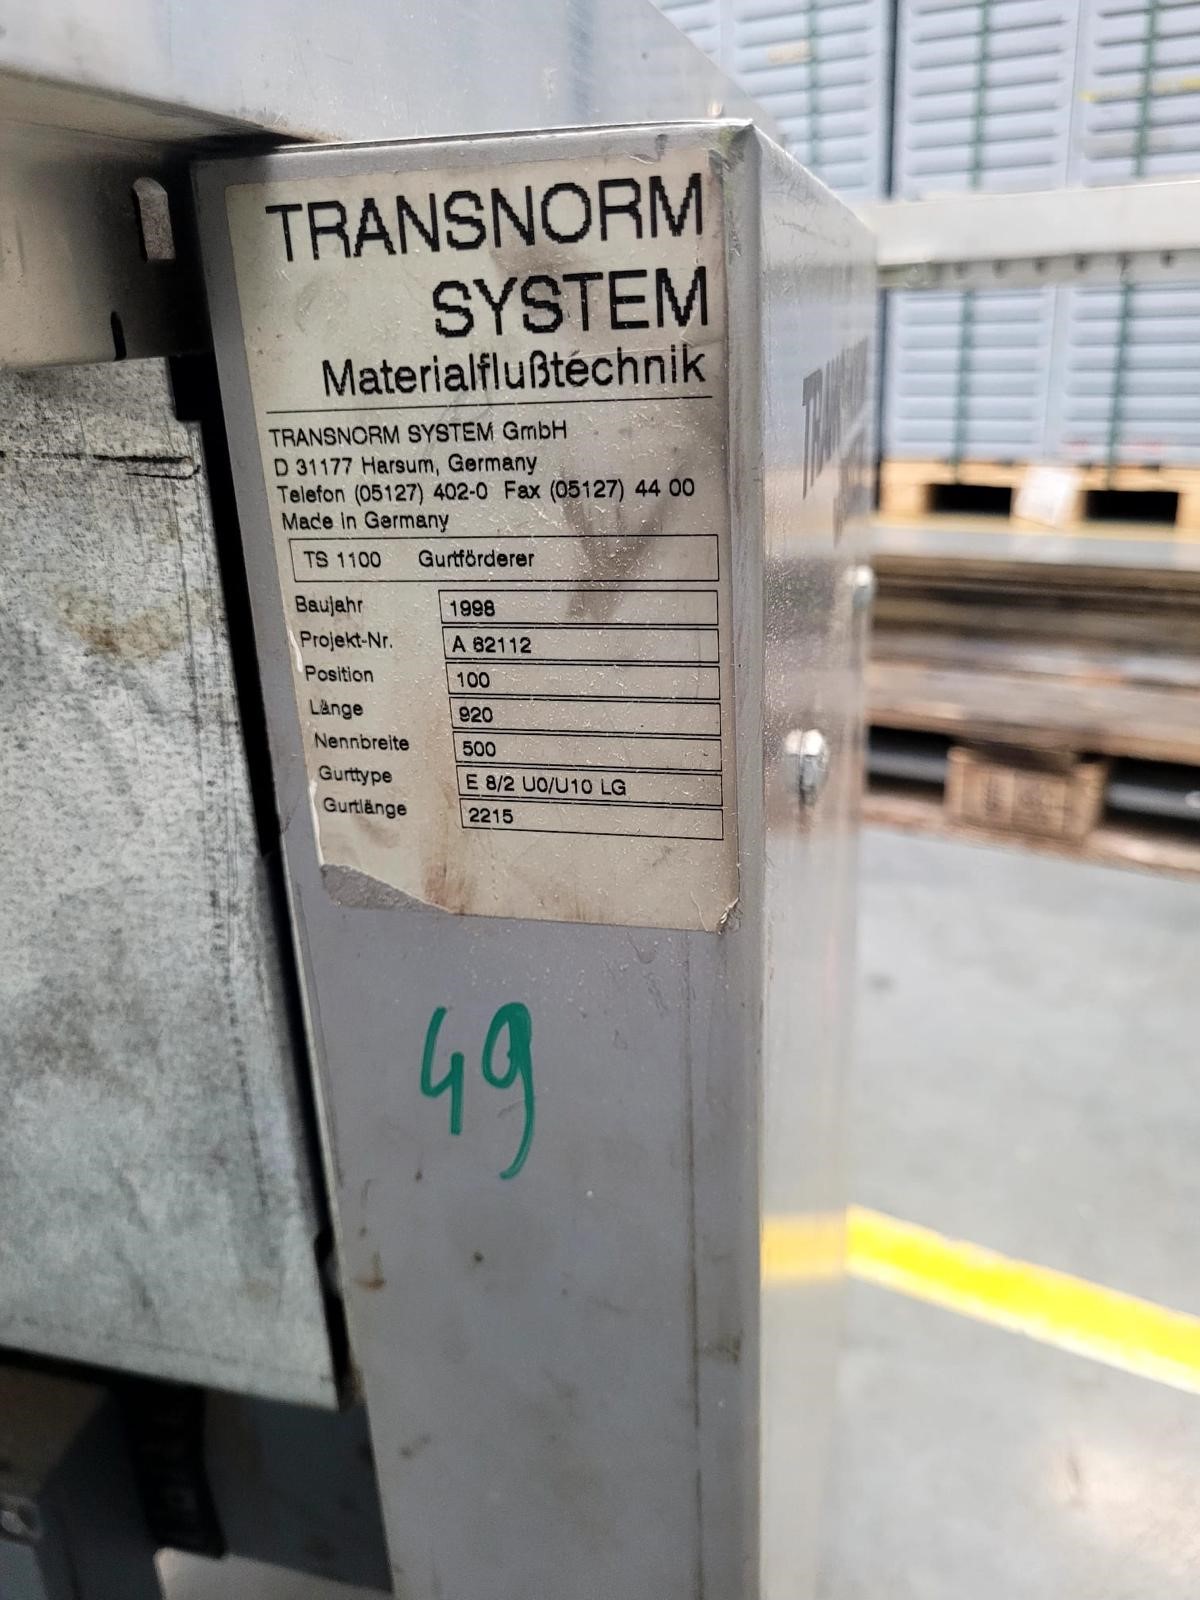 TRANSNORM
SYSTEM
Materialflußtechnik
TRANSNORM SYSTEM GmbH
D 31177 Harsum, Germany
Telefon (05127) 402-0 Fax (05127) 44 00
Made in Germany
TS 1100 Gurtförderer
Baujahr 1998
Projekt-Nr. A 62112
Position 100
Länge 920
Nennbreite 500
Gurttype E 8/2 U0/U10 LG
Gurtlänge 2215
49